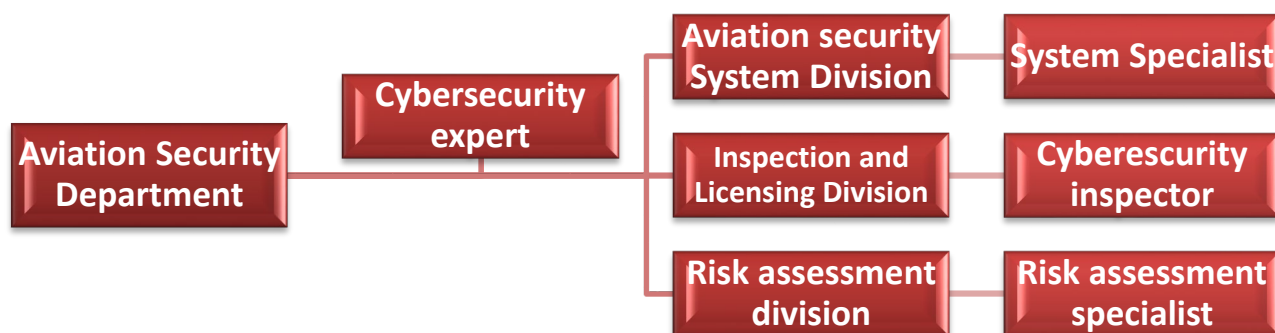 Aviation Security
Department
Cybersecurity
expert
Aviation security
System Division
System Specialist
Inspection and
Licensing Division
Cyberescurity
inspector
Risk assessment
division
Risk assessment
specialist